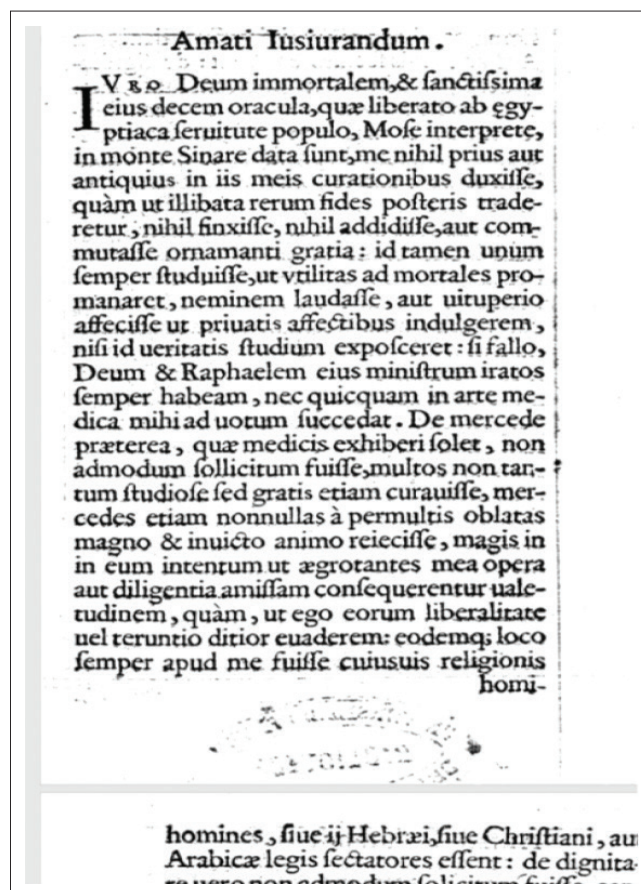 Amati Iusiurandum.
IVRO Deum immortalem,& sanctiſsima
eius decem oracula,quæ liberato ab ęgy-
ptiaca ſeruitute populo, Moſe interprete,
in monte Sinare data ſunt,me nihil prius aut
antiquius in iis meis curationibus duxiſſe,
quàm ut illibata rerum fides poſteris trade-
retur, nihil finxiſſe, nihil addidiſſe,aut com-
mutaſſe ornamanti gratia: id tamen unum
ſemper ſtuduiſſe,ut vtilitas ad mortales pro-
manaret, neminem laudaſſe, aut uituperio
affeciſſe ut priuatis affectibus indulgerem,
niſi id ueritatis ſtudium expoſceret: ſi fallo,
Deum & Raphaelem eius miniſtrum iratos
ſemper habeam, nec quicquam in arte me-
dica mihi ad uotum ſuccedat. De mercede
præterea, quæ medicis exhiberi ſolet, non
admodum ſollicitum fuiſſe,multos non tan-
tum ſtudioſe ſed gratis etiam curauiſſe, mer-
cedes etiam nonnullas à permultis oblatas
magno & inuicto animo reieciſſe, magis in
in eum intentum ut ægrotantes mea opera
aut diligentia amiſſam conſequerentur uale-
tudinem, quàm, ut ego eorum liberalitate
uel teruntio ditior euaderem: eodemq; loco
ſemper apud me fuiſſe cuiusuis religionis
homi-
homines, ſiue ij Hebræi,ſiue Chriſtiani, aut
Arabicæ legis ſectatores eſſent: de dignita-
re uero non admodum ſolicitum fuiſſe,